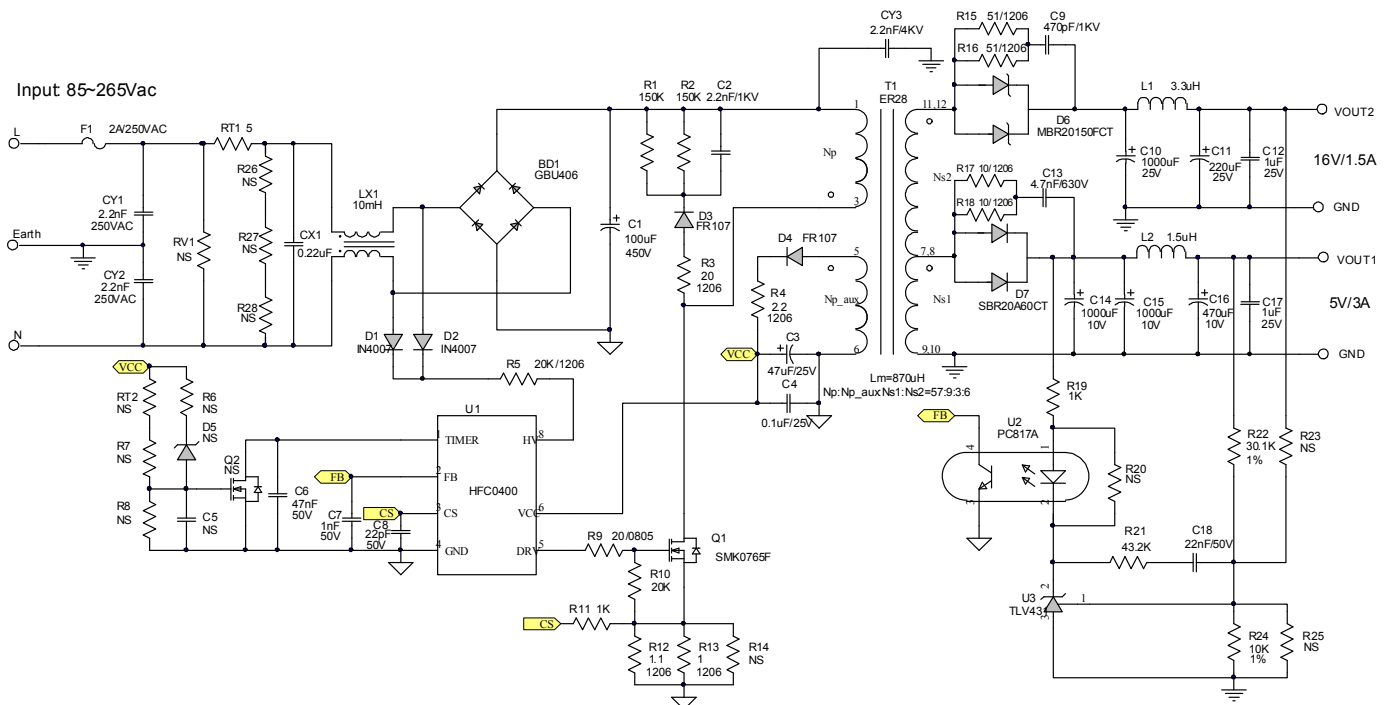 Input: 85~265Vac
L
F1
2A/250VAC
RT1 5
R26
NS
CY1
2.2nF
250VAC
Earth
RV1
NS
R27
NS
CX1
0.22uF
CY2
2.2nF
250VAC
R28
NS
N
LX1
10mH
BD1
GBU406
D1
IN4007
D2
IN4007
R5
20K/1206
C1
100uF
450V
R1
150K
R2
150K
C2
2.2nF/1KV
D3
FR107
R3
20
1206
CY3
2.2nF/4KV
T1
ER28
1
Np
3
D4
FR107
5
Np_aux
6
R4
2.2
1206
VCC
C3
47uF/25V
C4
0.1uF/25V
Lm=870uH
Np:Np_aux:Ns1:Ns2=57:9:3:6
11,12
Ns2
7,8
Ns1
9,10
R15
51/1206
R16
51/1206
C9
470pF/1KV
D6
MBR20150FCT
L1
3.3uH
C10
1000uF
25V
C11
220uF
25V
C12
1uF
25V
VOUT2
16V/1.5A
GND
R17
10/1206
R18
10/1206
C13
4.7nF/630V
D7
SBR20A60CT
L2
1.5uH
C14
1000uF
10V
C15
1000uF
10V
C16
470uF
10V
C17
1uF
25V
VOUT1
5V/3A
GND
VCC
RT2
NS
R6
NS
D5
NS
R7
NS
R8
NS
C5
NS
Q2
NS
C6
47nF
50V
FB
C7
1nF
50V
CS
C8
22pF
50V
U1
HFC0400
1
TIMER
2
FB
3
CS
4
GND
HV
8
VCC
6
DRV
5
R9
20/0805
R10
20K
Q1
SMK0765F
CS
R11
1K
R12
1.1
1206
R13
1
1206
R14
NS
FB
U2
PC817A
4
3
1
2
R19
1K
R20
NS
R21
43.2K
C18
22nF/50V
R22
30.1K
1%
R23
NS
U3
TLV431
2
1
3
R24
10K
1%
R25
NS